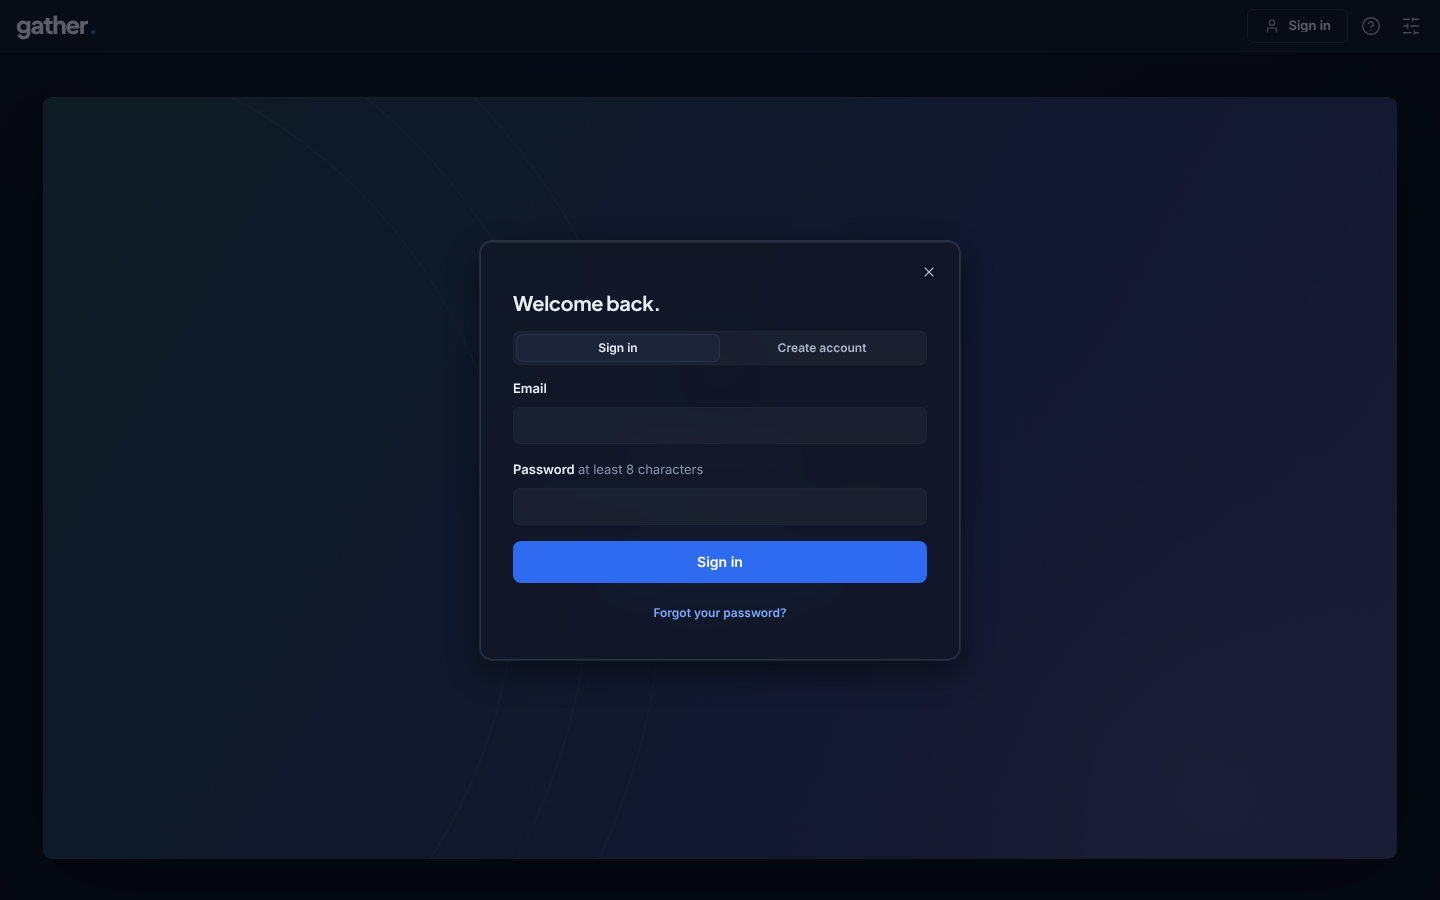 gather.
Sign in
Welcome back.
Sign in
Create account
Email
Password at least 8 characters
Sign in
Forgot your password?